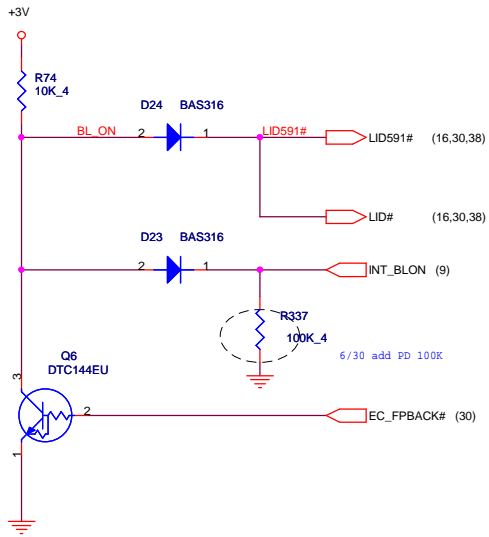 +3V
R74
10K_4
D24 BAS316
BL_ON 2 1 LID591# LID591# (16,30,38)
LID# (16,30,38)
D23 BAS316
2 1 INT_BLON (9)
R337
100K_4
6/30 add PD 100K
Q6
DTC144EU
3
2 EC_FPBACK# (30)
1